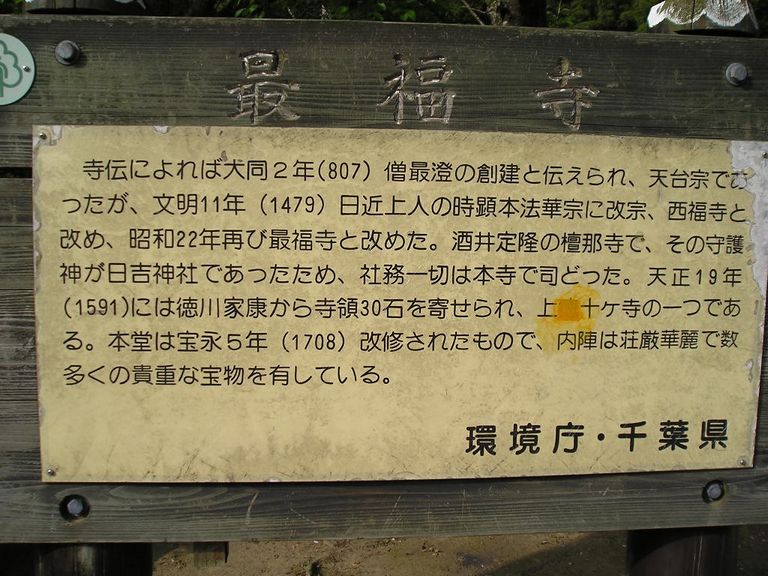 最福寺
寺伝によれば大同2年(807) 僧最澄の創建と伝えられ、天台宗であ
ったが、文明11年 (1479) 日近上人の時顕本法華宗に改宗、西福寺と
改め、昭和22年再び最福寺と改めた。酒井定隆の檀那寺で、その守護
神が日吉神社であったため、社務一切は本寺で司どった。天正19年
(1591)には徳川家康から寺領30石を寄せられ、上十ヶ寺の一つであ
る。本堂は宝永5年 (1708) 改修されたもので、内陣は荘厳華麗で数
多くの貴重な宝物を有している。
環境庁・千葉県